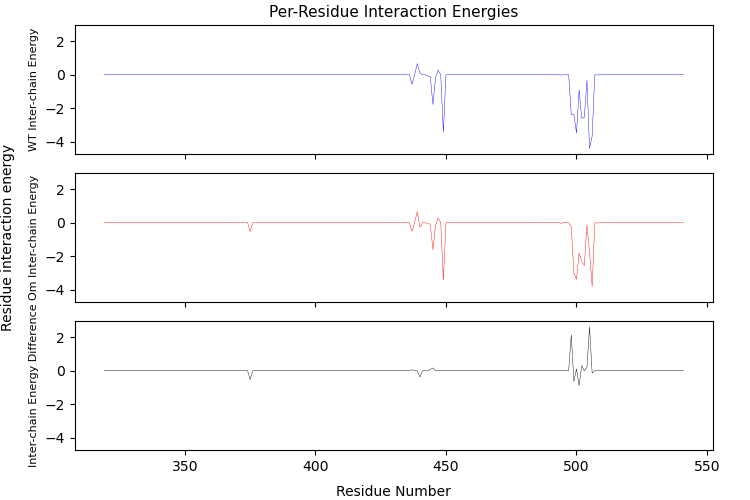 Per-Residue Interaction Energies
Residue interaction energy
WT Inter-chain Energy
2
0
−2
−4
Om Inter-chain Energy
2
0
−2
−4
Inter-chain Energy Difference
2
0
−2
−4
350
400
450
500
550
Residue Number